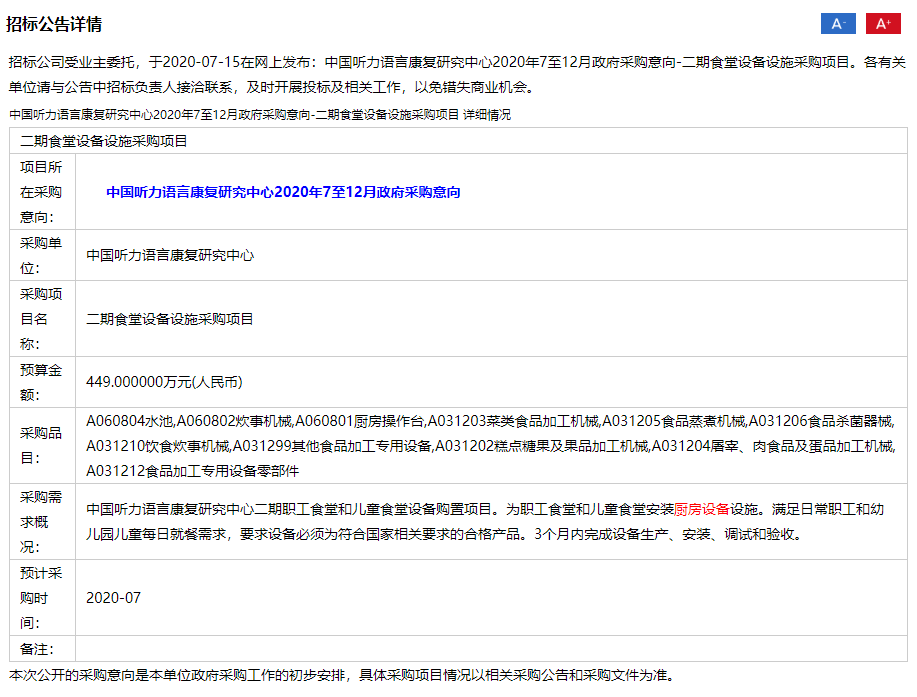 招标公告详情
A-
A+
招标公司受业主委托，于2020-07-15在网上发布：中国听力语言康复研究中心2020年7至12月政府采购意向-二期食堂设备设施采购项目。各有关
单位请与公告中招标负责人接洽联系，及时开展投标及相关工作，以免错失商业机会。
中国听力语言康复研究中心2020年7至12月政府采购意向-二期食堂设备设施采购项目 详细情况
二期食堂设备设施采购项目
项目所
在采购
意向：
中国听力语言康复研究中心2020年7至12月政府采购意向
采购单
位：
中国听力语言康复研究中心
采购项
目名
称：
二期食堂设备设施采购项目
预算金
额：
449.000000万元(人民币)
采购品
目：
A060804水池,A060802炊事机械,A060801厨房操作台,A031203菜类食品加工机械,A031205食品蒸煮机械,A031206食品杀菌器械,
A031210饮食炊事机械,A031299其他食品加工专用设备,A031202糕点糖果及果品加工机械,A031204屠宰、肉食品及蛋品加工机械,
A031212食品加工专用设备零部件
采购需
求概
况：
中国听力语言康复研究中心二期职工食堂和儿童食堂设备购置项目。为职工食堂和儿童食堂安装厨房设备设施。满足日常职工和幼
儿园儿童每日就餐需求，要求设备必须为符合国家相关要求的合格产品。3个月内完成设备生产、安装、调试和验收。
预计采
购时
间：
2020-07
备注：
本次公开的采购意向是本单位政府采购工作的初步安排，具体采购项目情况以相关采购公告和采购文件为准。